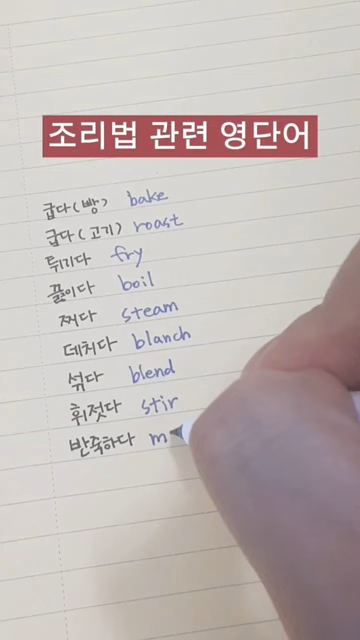 조리법 관련 영단어
굽다(빵) bake
굽다(고기) roast
튀기다 fry
끓이다 boil
찌다 steam
데치다 blanch
섞다 blend
휘젓다 stir
반죽하다 m